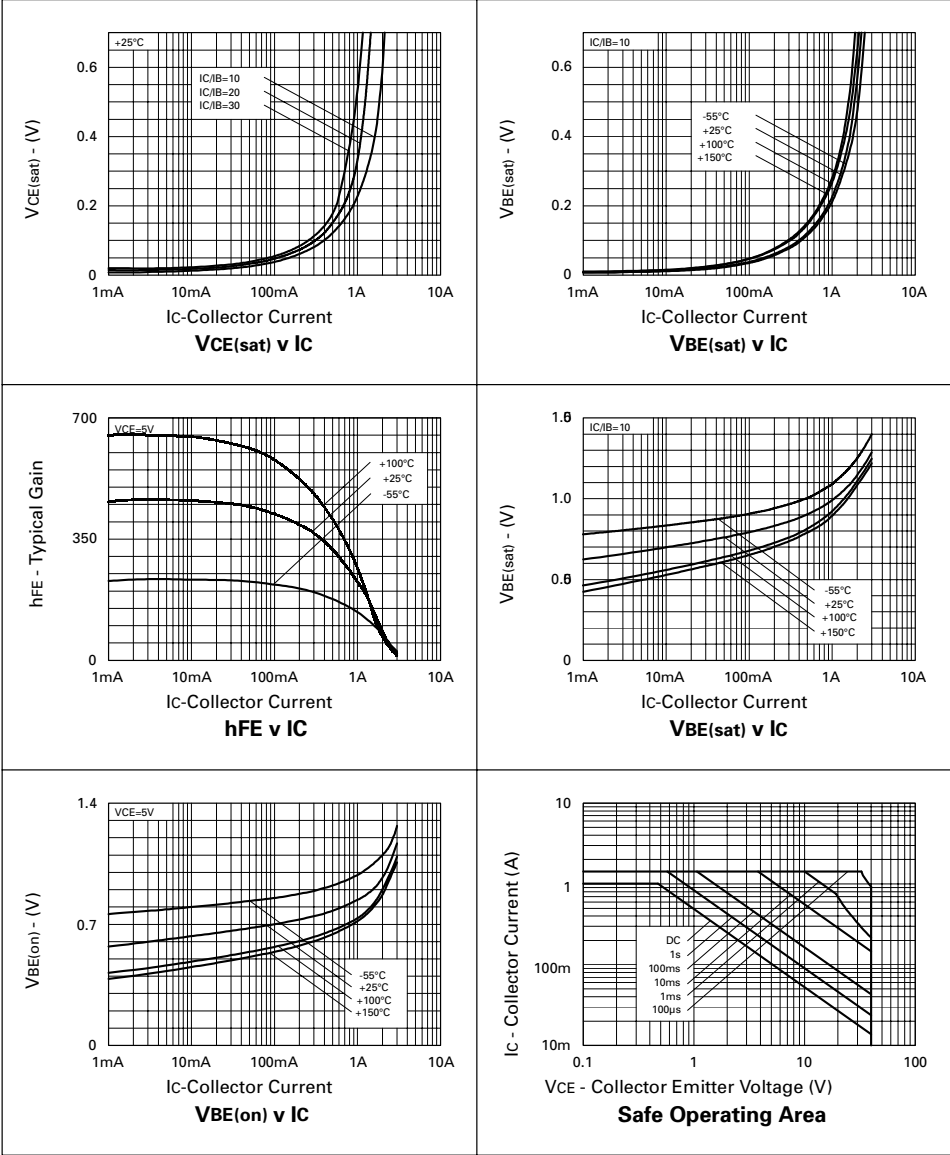 +25°C
0.6
0.4
0.2
0
VCE(sat) - (V)
IC/IB=10
IC/IB=20
IC/IB=30
1mA 10mA 100mA 1A 10A
IC-Collector Current
VCE(sat) v IC
IC/IB=10
0.6
0.4
0.2
0
VBE(sat) - (V)
-55°C
+25°C
+100°C
+150°C
1mA 10mA 100mA 1A 10A
IC-Collector Current
VBE(sat) v IC
700
350
0
VCE=5V
hFE - Typical Gain
+100°C
+25°C
-55°C
1mA 10mA 100mA 1A 10A
IC-Collector Current
hFE v IC
IC/IB=10
1.0
0
VBE(sat) - (V)
-55°C
+25°C
+100°C
+150°C
1mA 10mA 100mA 1A 10A
IC-Collector Current
VBE(sat) v IC
1.4
0.7
0
VCE=5V
VBE(on) - (V)
-55°C
+25°C
+100°C
+150°C
1mA 10mA 100mA 1A 10A
IC-Collector Current
VBE(on) v IC
10
1
100m
10m
IC - Collector Current (A)
DC
1s
100ms
10ms
1ms
100µs
0.1 1 10 100
VCE - Collector Emitter Voltage (V)
Safe Operating Area